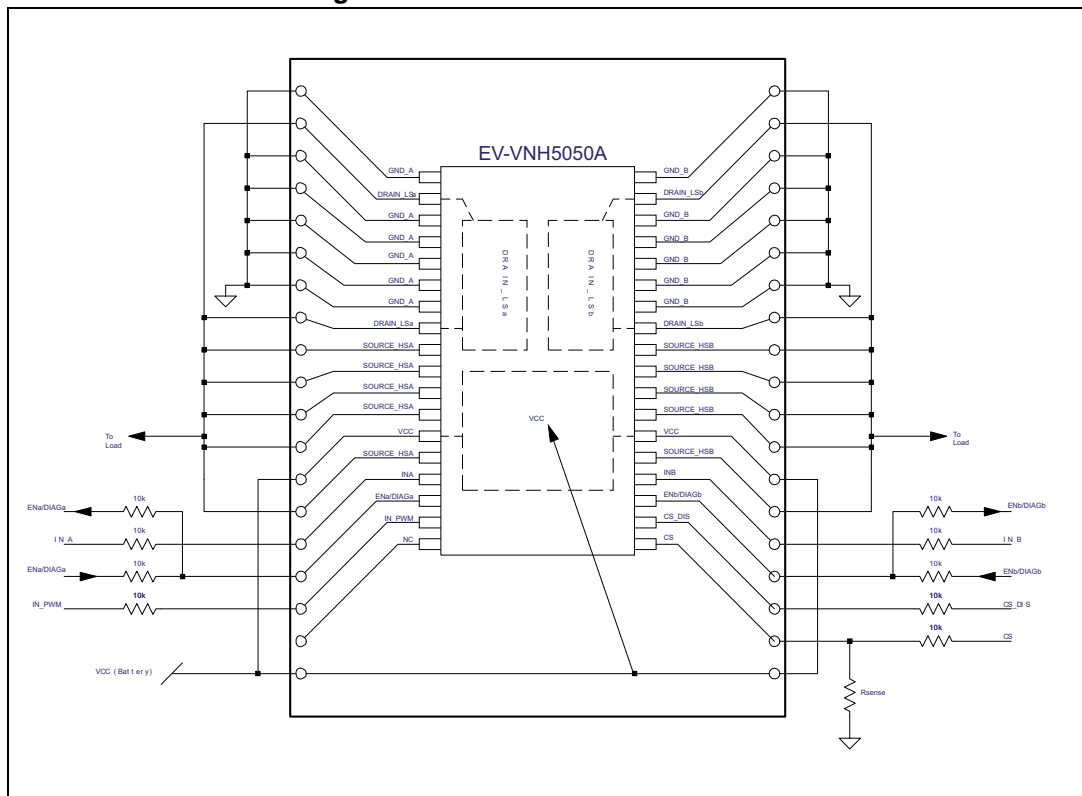 EV-VNH5050A
GND_A
DRAIN_LSa
GND_A
GND_A
GND_A
GND_A
GND_A
DRAIN_LSa
SOURCE_HSA
SOURCE_HSA
SOURCE_HSA
SOURCE_HSA
VCC
SOURCE_HSA
INA
ENa/DIAGa
IN_PWM
NC
DRAIN_LSa
DRAIN_LSb
VCC
GND_B
DRAIN_LSb
GND_B
GND_B
GND_B
GND_B
GND_B
DRAIN_LSb
SOURCE_HSB
SOURCE_HSB
SOURCE_HSB
SOURCE_HSB
VCC
SOURCE_HSB
INB
ENb/DIAGb
CS_DIS
CS
To
Load
ENa/DIAGa
10k
IN_A
10k
ENa/DIAGa
10k
IN_PWM
10k
VCC (Battery)
To
Load
10k
ENb/DIAGb
10k
IN_B
10k
ENb/DIAGb
10k
CS_DIS
10k
CS
Rsense